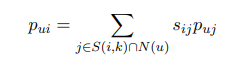 p_{ui} = \sum_{j \in S(i,k) \cap N(u)} s_{ij} p_{uj}